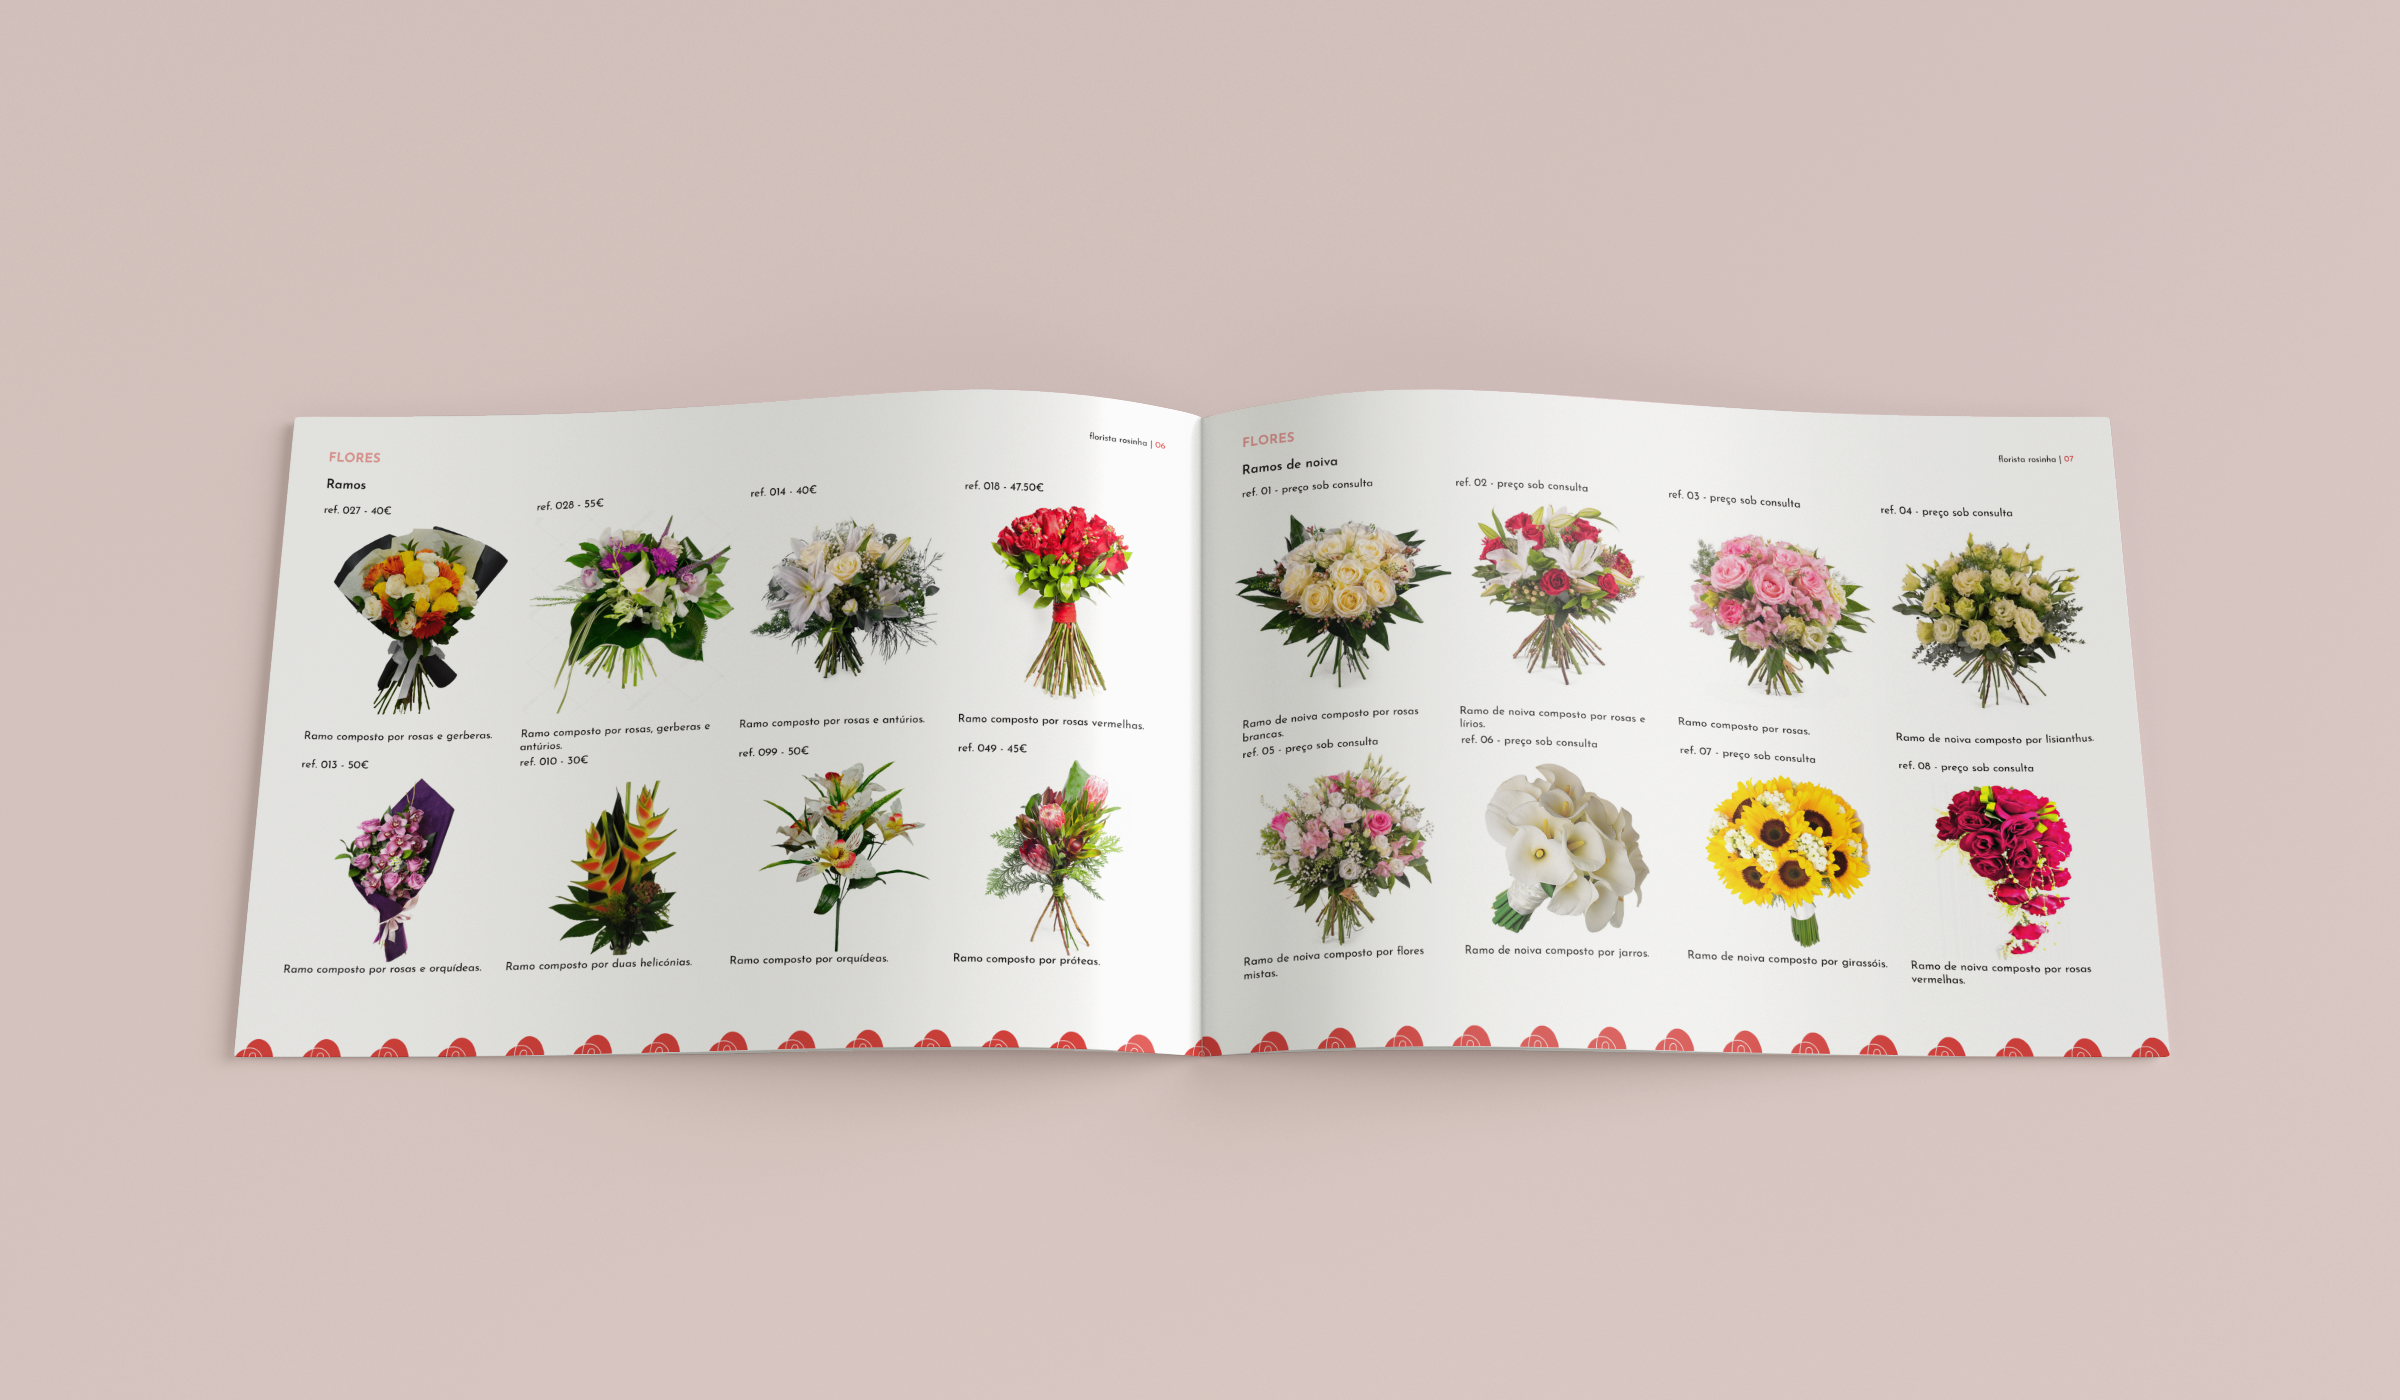 florista rosinha | 06
FLORES
Ramos
ref. 027 - 40€
ref. 028 - 55€
ref. 014 - 40€
ref. 018 - 47.50€
Ramo composto por rosas e gerberas.
Ramo composto por rosas, gerberas e
antúrios.
Ramo composto por rosas e antúrios.
Ramo composto por rosas vermelhas.
ref. 013 - 50€
ref. 010 - 30€
ref. 099 - 50€
ref. 049 - 45€
Ramo composto por rosas e orquídeas.
Ramo composto por duas helicónias.
Ramo composto por orquídeas.
Ramo composto por próteas.
FLORES
florista rosinha | 07
Ramos de noiva
ref. 01 - preço sob consulta
ref. 02 - preço sob consulta
ref. 03 - preço sob consulta
ref. 04 - preço sob consulta
Ramo de noiva composto por rosas
brancas.
Ramo de noiva composto por rosas e
lírios.
Ramo composto por rosas.
Ramo de noiva composto por lisianthus.
ref. 05 - preço sob consulta
ref. 06 - preço sob consulta
ref. 07 - preço sob consulta
ref. 08 - preço sob consulta
Ramo de noiva composto por flores
mistas.
Ramo de noiva composto por jarros.
Ramo de noiva composto por girassóis.
Ramo de noiva composto por rosas
vermelhas.